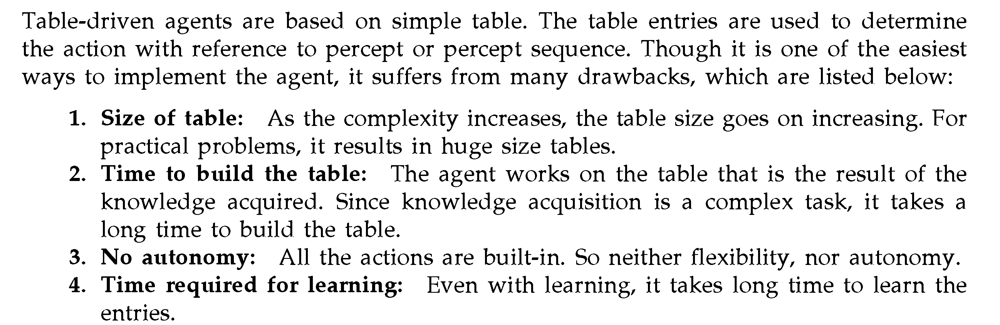 Table-driven agents are based on simple table. The table entries are used to determine
the action with reference to percept or percept sequence. Though it is one of the easiest
ways to implement the agent, it suffers from many drawbacks, which are listed below:
1. Size of table: As the complexity increases, the table size goes on increasing. For
practical problems, it results in huge size tables.
2. Time to build the table: The agent works on the table that is the result of the
knowledge acquired. Since knowledge acquisition is a complex task, it takes a
long time to build the table.
3. No autonomy: All the actions are built-in. So neither flexibility, nor autonomy.
4. Time required for learning: Even with learning, it takes long time to learn the
entries.